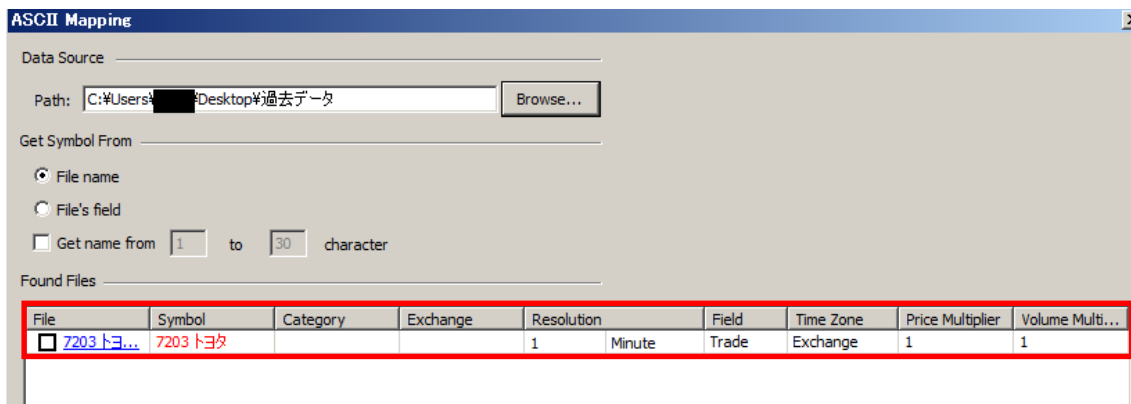 ASCII Mapping
Data Source
Path: C:¥Users¥ ¥Desktop¥過去データ Browse...
Get Symbol From
File name
File's field
Get name from 1 to 30 character
Found Files
File Symbol Category Exchange Resolution Field Time Zone Price Multiplier Volume Multi...
7203 トヨ... 7203 トヨタ 1 Minute Trade Exchange 1 1